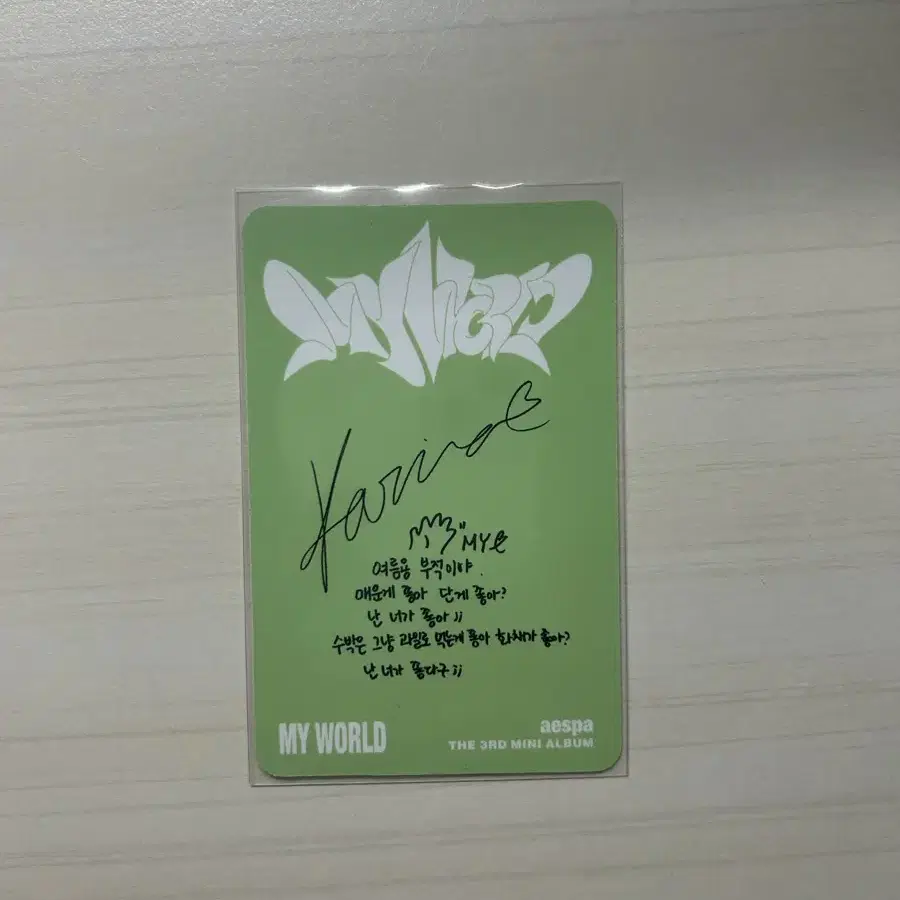 MY WORLD
Karina
MY
여름용 부적이야.
매운게 좋아 단게 좋아?
난 너가 좋아;;
수박은 그냥 과일로 먹는게 좋아 화채가 좋아?
난 너가 좋다구;;
MY WORLD
aespa
THE 3RD MINI ALBUM